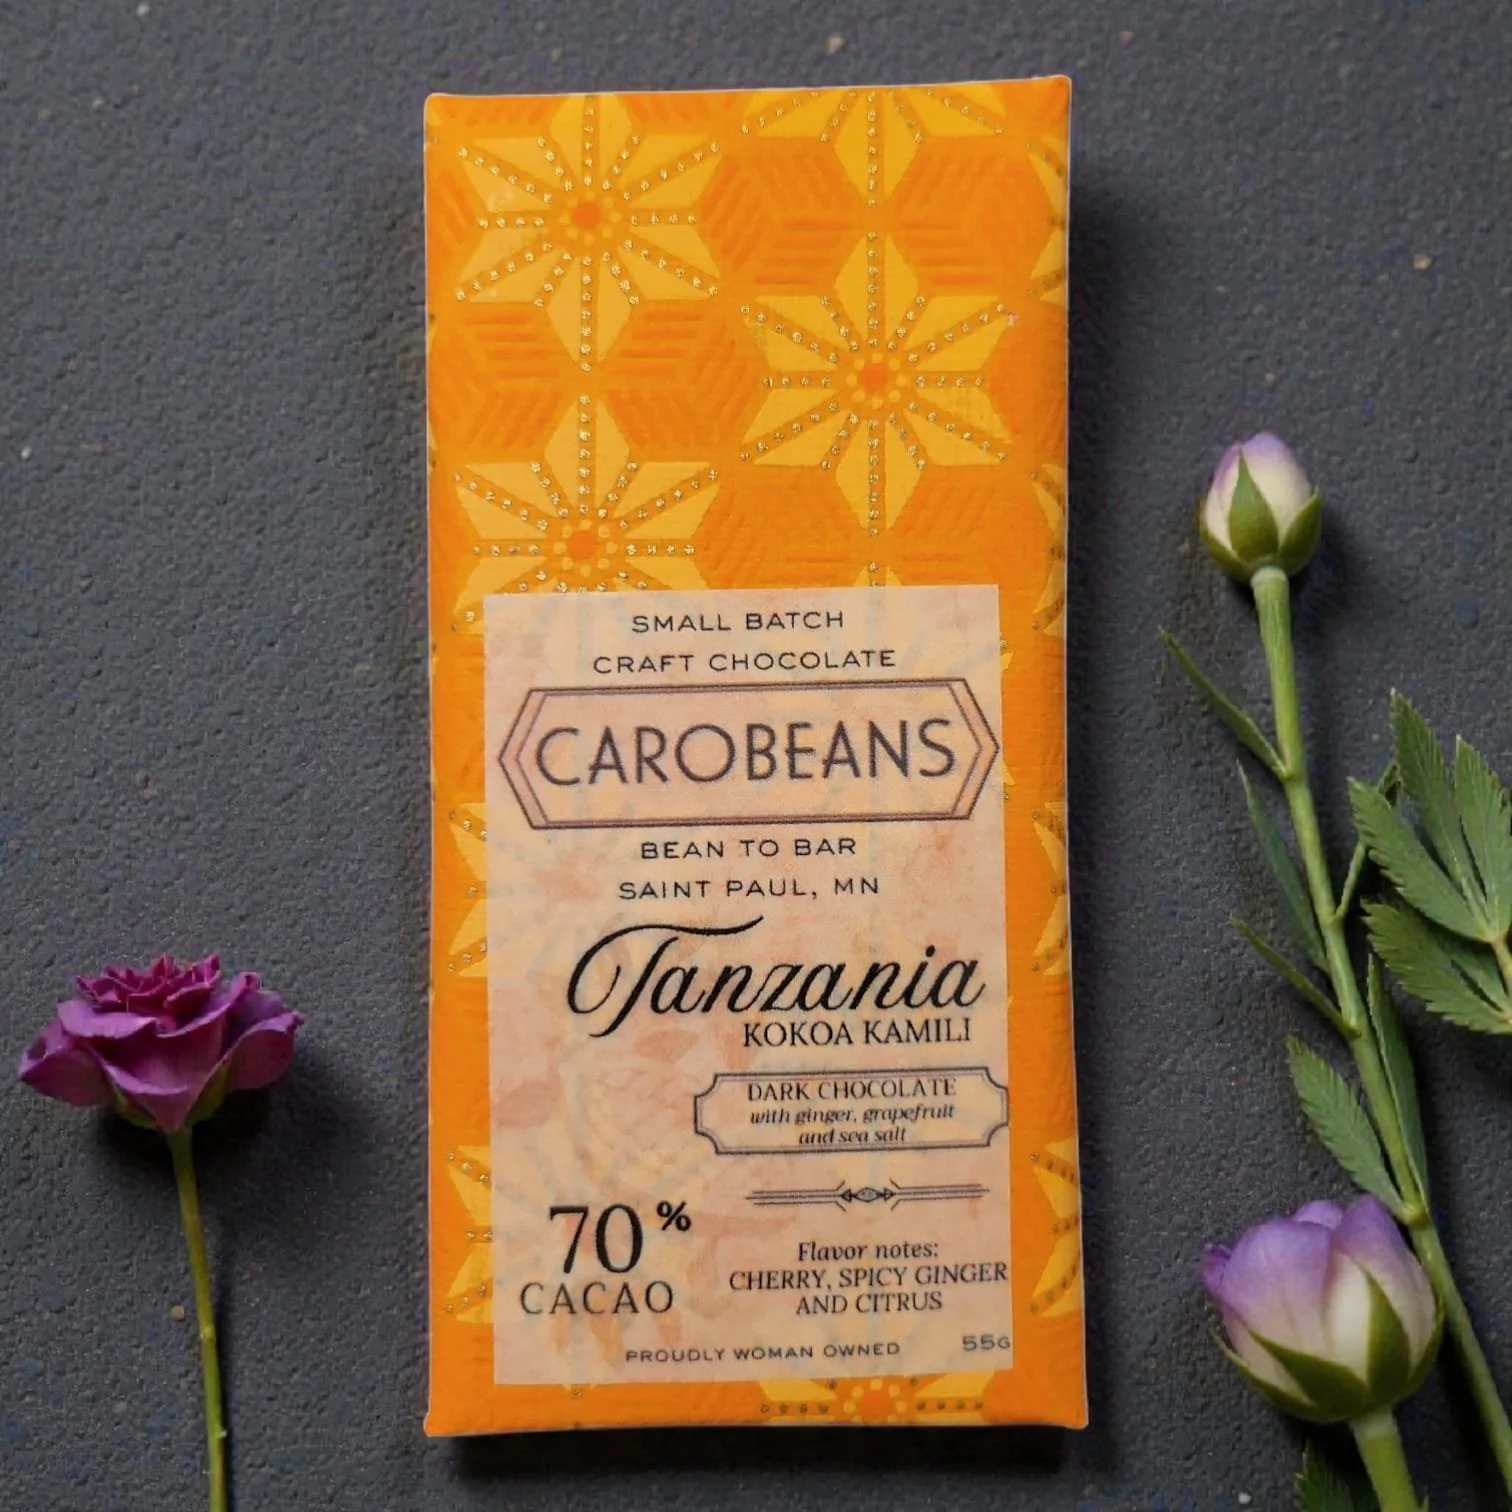 SMALL BATCH
CRAFT CHOCOLATE
CAROBEANS
BEAN TO BAR
SAINT PAUL, MN
Tanzania
KOKOA KAMILI
DARK CHOCOLATE
with ginger, grapefruit
and sea salt
70%
CACAO
Flavor notes:
CHERRY, SPICY GINGER
AND CITRUS
PROUDLY WOMAN OWNED
55G